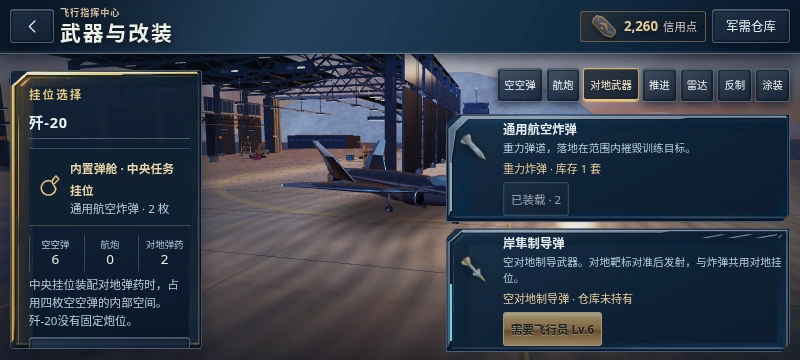 飞行指挥中心
武器与改装
2,260 信用点
军需仓库
挂位选择
歼-20
内置弹舱 · 中央任务
挂位
通用航空炸弹 · 2 枚
空空弹 航炮 对地弹药
6 0 2
中央挂位装配对地弹药时，占
用四枚空空弹的内部空间。
歼-20没有固定炮位。
空空弹 航炮 对地武器 推进 雷达 反制 涂装
通用航空炸弹
重力弹道，落地在范围内摧毁训练目标。
重力炸弹 · 库存 1 套
已装载 · 2
岸隼制导弹
空对地制导武器。对地靶标对准后发射，与炸弹共用对地挂
位。
空对地制导弹 · 仓库未持有
需要飞行员 Lv.6